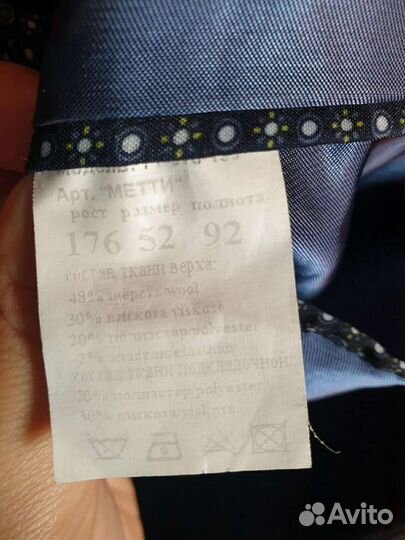 Арт. "МЕТТИ"
рост размер полнота
176 52 92
состав ткани верха:
48% шерсть wool
30% вискоза/viskose
20% полиэстер/polyester
2% эластан/elasthan
состав ткани подкладочной:
70% полиэстер/polyester
30% вискоза/viskose
Avito